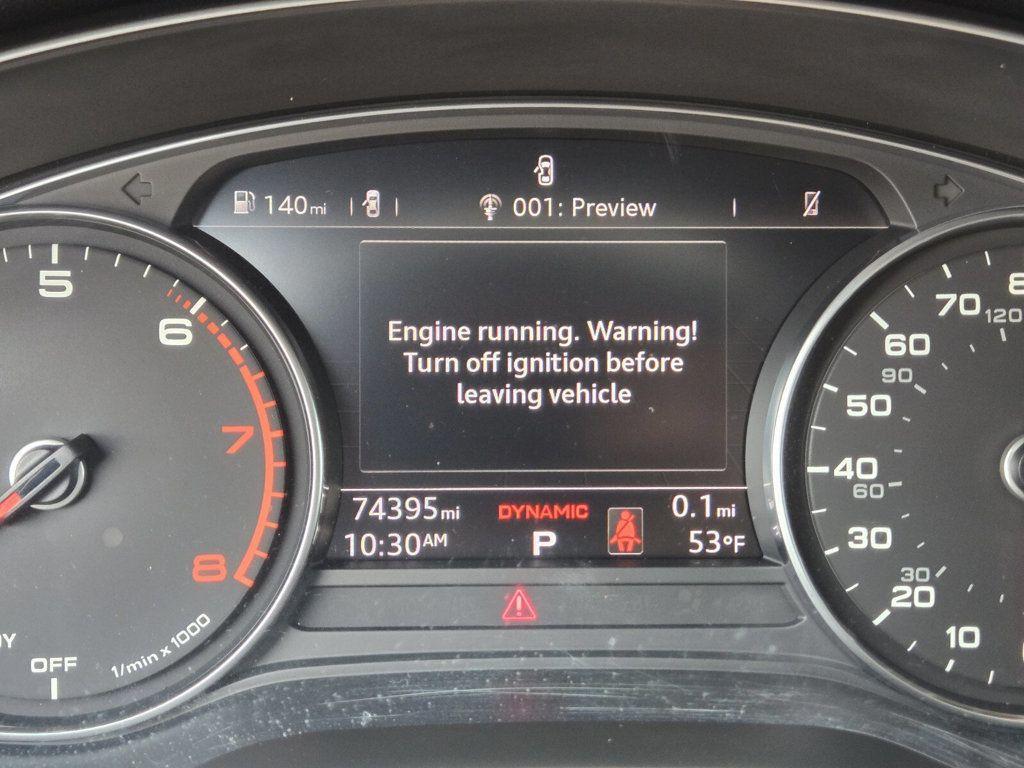 140mi
001: Preview
Engine running. Warning!
Turn off ignition before
leaving vehicle
74395mi DYNAMIC 0.1mi
10:30AM P 53°F
5
6
7
8
1/min x 1000
OFF
70
120
60
90
50
40
60
30
30
20
10